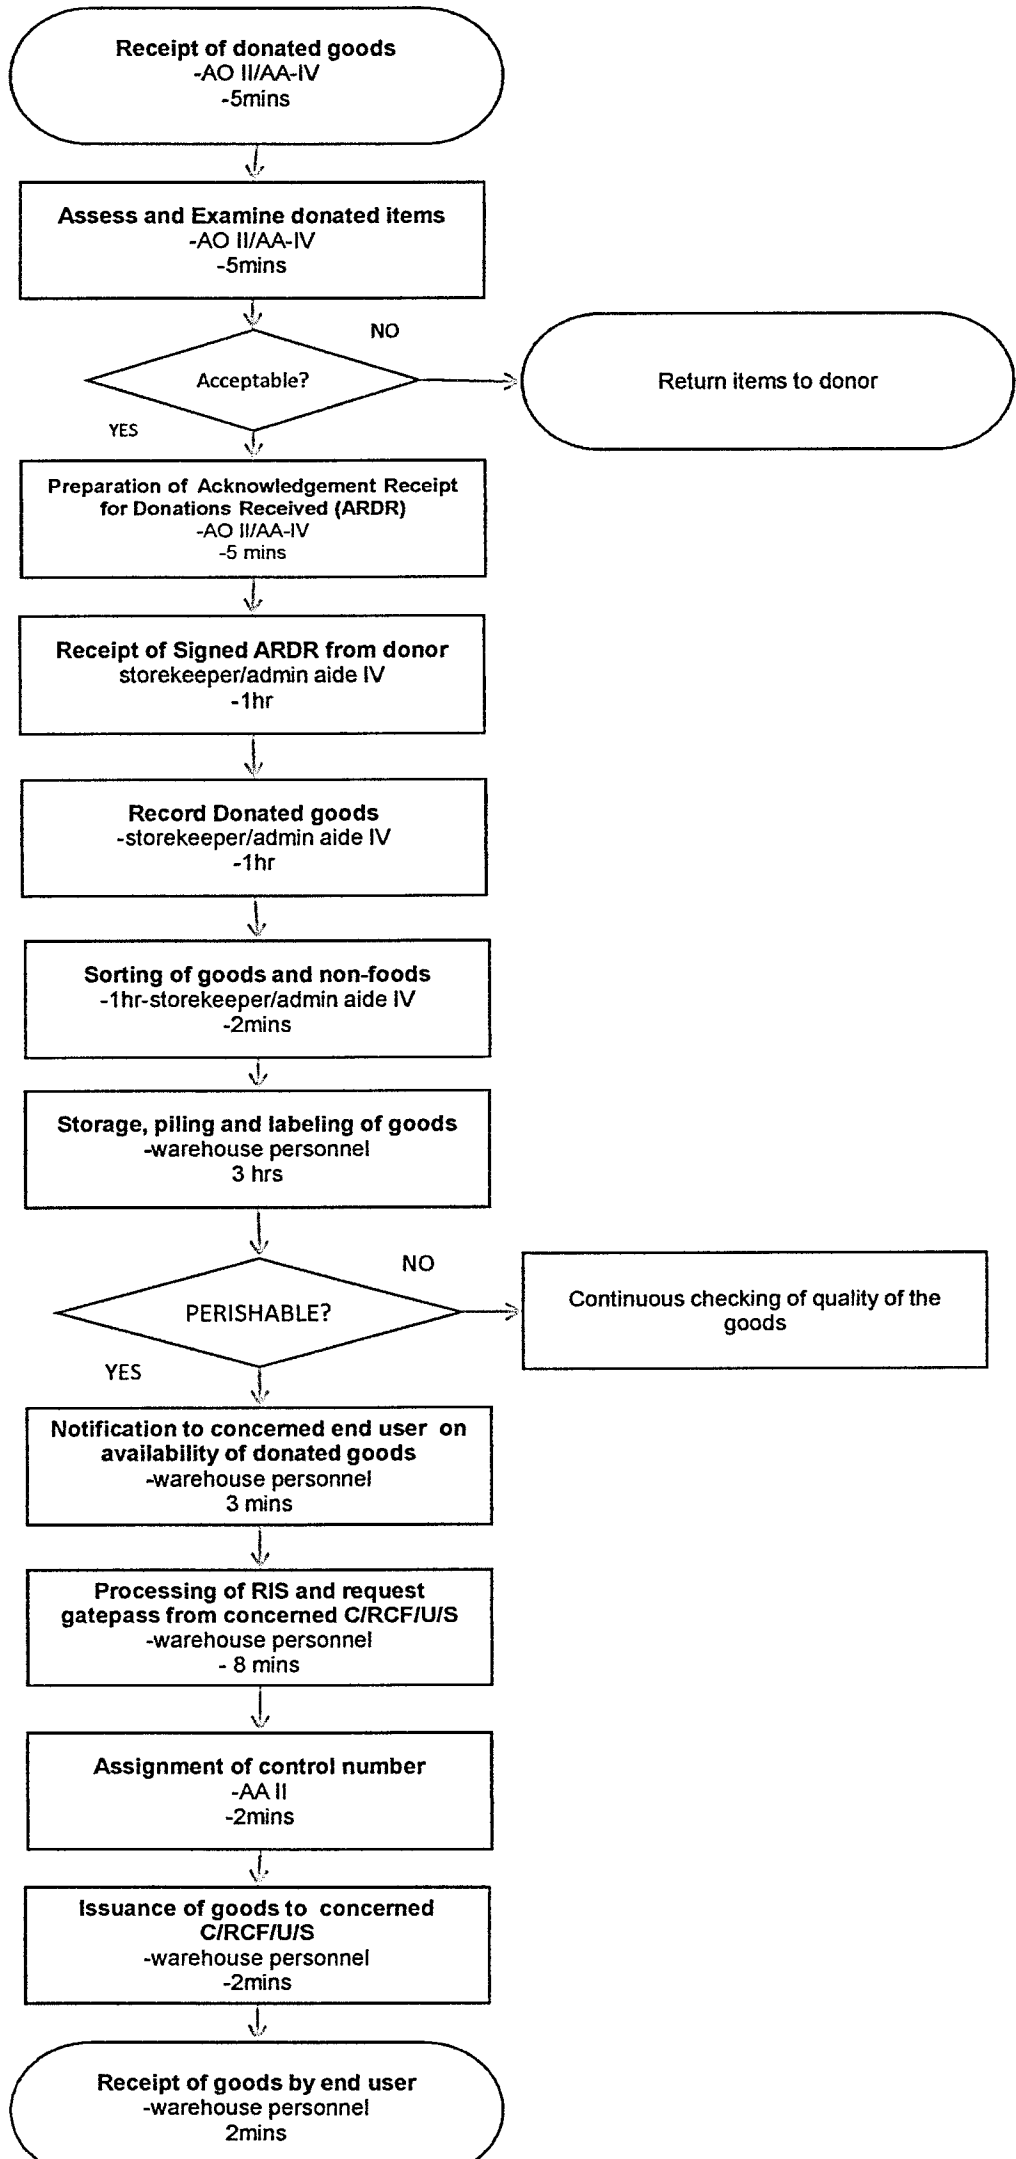 Receipt of donated goods
-AO II/AA-IV
-5mins
Assess and Examine donated items
-AO II/AA-IV
-5mins
NO
Acceptable?
Return items to donor
YES
Preparation of Acknowledgement Receipt
for Donations Received (ARDR)
-AO II/AA-IV
-5 mins
Receipt of Signed ARDR from donor
storekeeper/admin aide IV
-1hr
Record Donated goods
-storekeeper/admin aide IV
-1hr
Sorting of goods and non-foods
-1hr-storekeeper/admin aide IV
-2mins
Storage, piling and labeling of goods
-warehouse personnel
3 hrs
NO
PERISHABLE?
Continuous checking of quality of the
goods
YES
Notification to concerned end user on
availability of donated goods
-warehouse personnel
3 mins
Processing of RIS and request
gatepass from concerned C/RCF/U/S
-warehouse personnel
- 8 mins
Assignment of control number
-AA II
-2mins
Issuance of goods to concerned
C/RCF/U/S
-warehouse personnel
-2mins
Receipt of goods by end user
-warehouse personnel
2mins